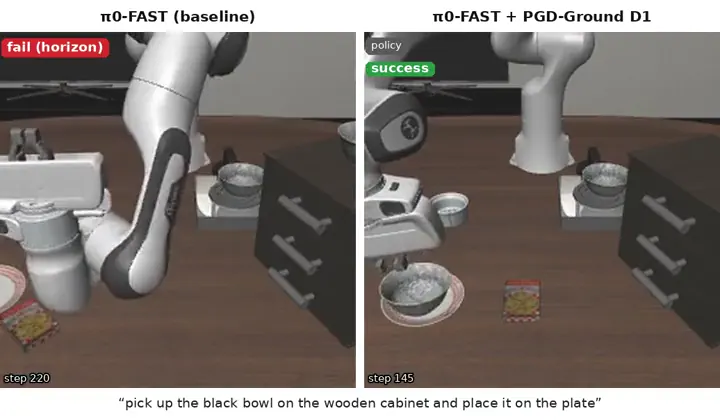 π0-FAST (baseline)
π0-FAST + PGD-Ground D1
fail (horizon)
policy
success
step 220
step 145
“pick up the black bowl on the wooden cabinet and place it on the plate”